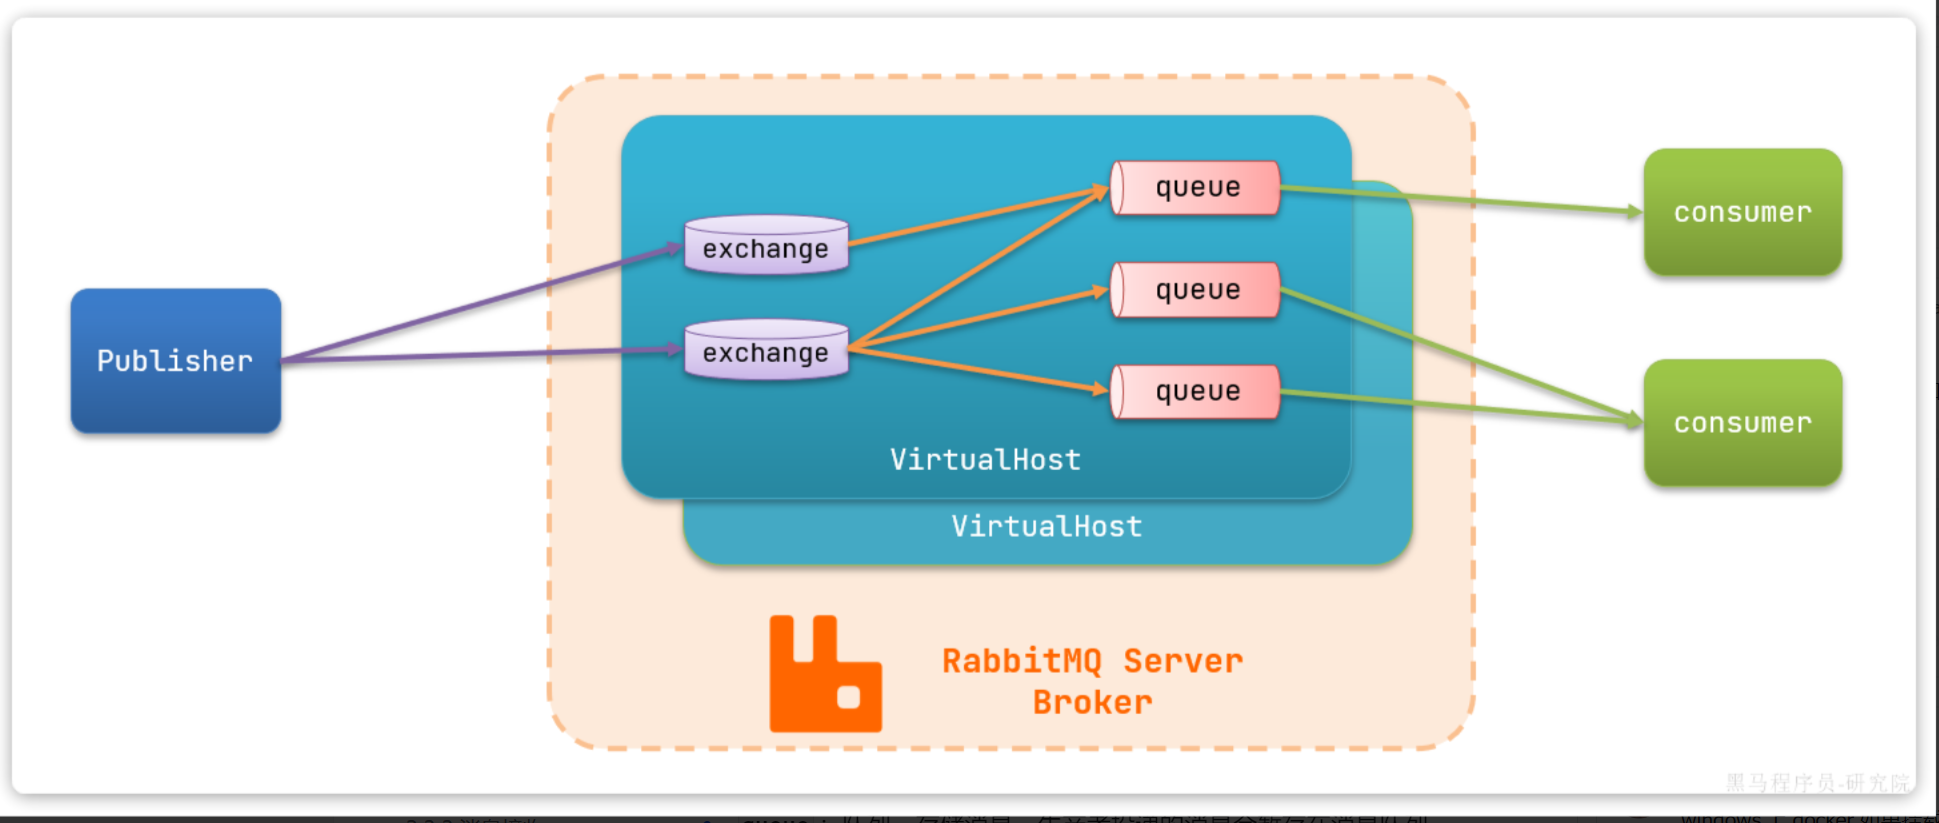 Publisher
exchange
exchange
queue
queue
queue
VirtualHost
VirtualHost
consumer
consumer
RabbitMQ Server
Broker
黑马程序员-研究院